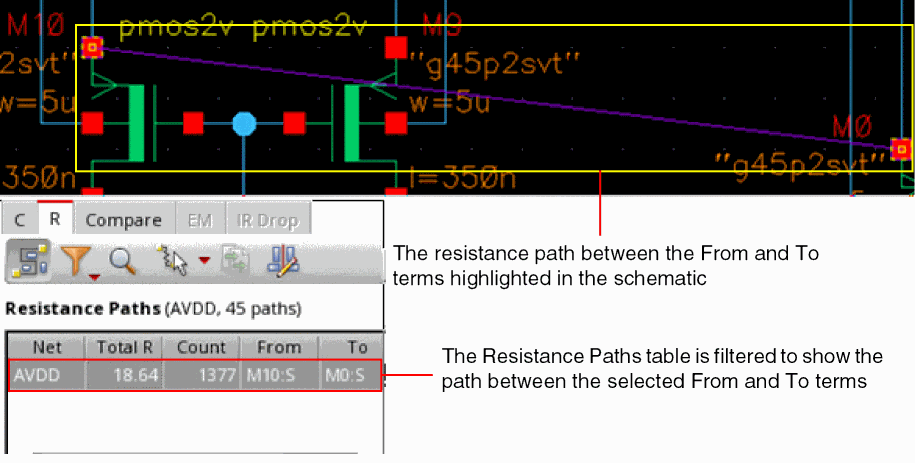 M10 pmos2v pmos2v M9
2svt" "g45p2svt"
w=5u w=5u
M0
"g45p2svt"
350n l=350n
C R Compare EM IR Drop
The resistance path between the From and To
terms highlighted in the schematic
Resistance Paths (AVDD, 45 paths)
Net Total R Count From To
AVDD 18.64 1377 M10:S M0:S
The Resistance Paths table is filtered to show the
path between the selected From and To terms